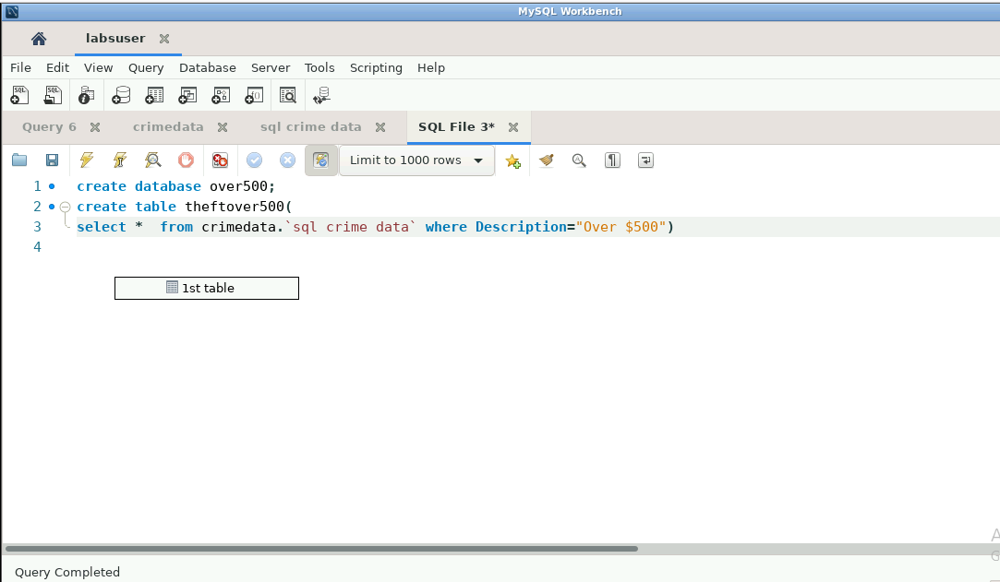 MySQL Workbench
labsuser
File Edit View Query Database Server Tools Scripting Help
Query 6 crimedata sql crime data SQL File 3*
Limit to 1000 rows
1 create database over500;
2 create table theftover500(
3 select *  from crimedata.`sql crime data` where Description="Over $500")
4
1st table
Query Completed